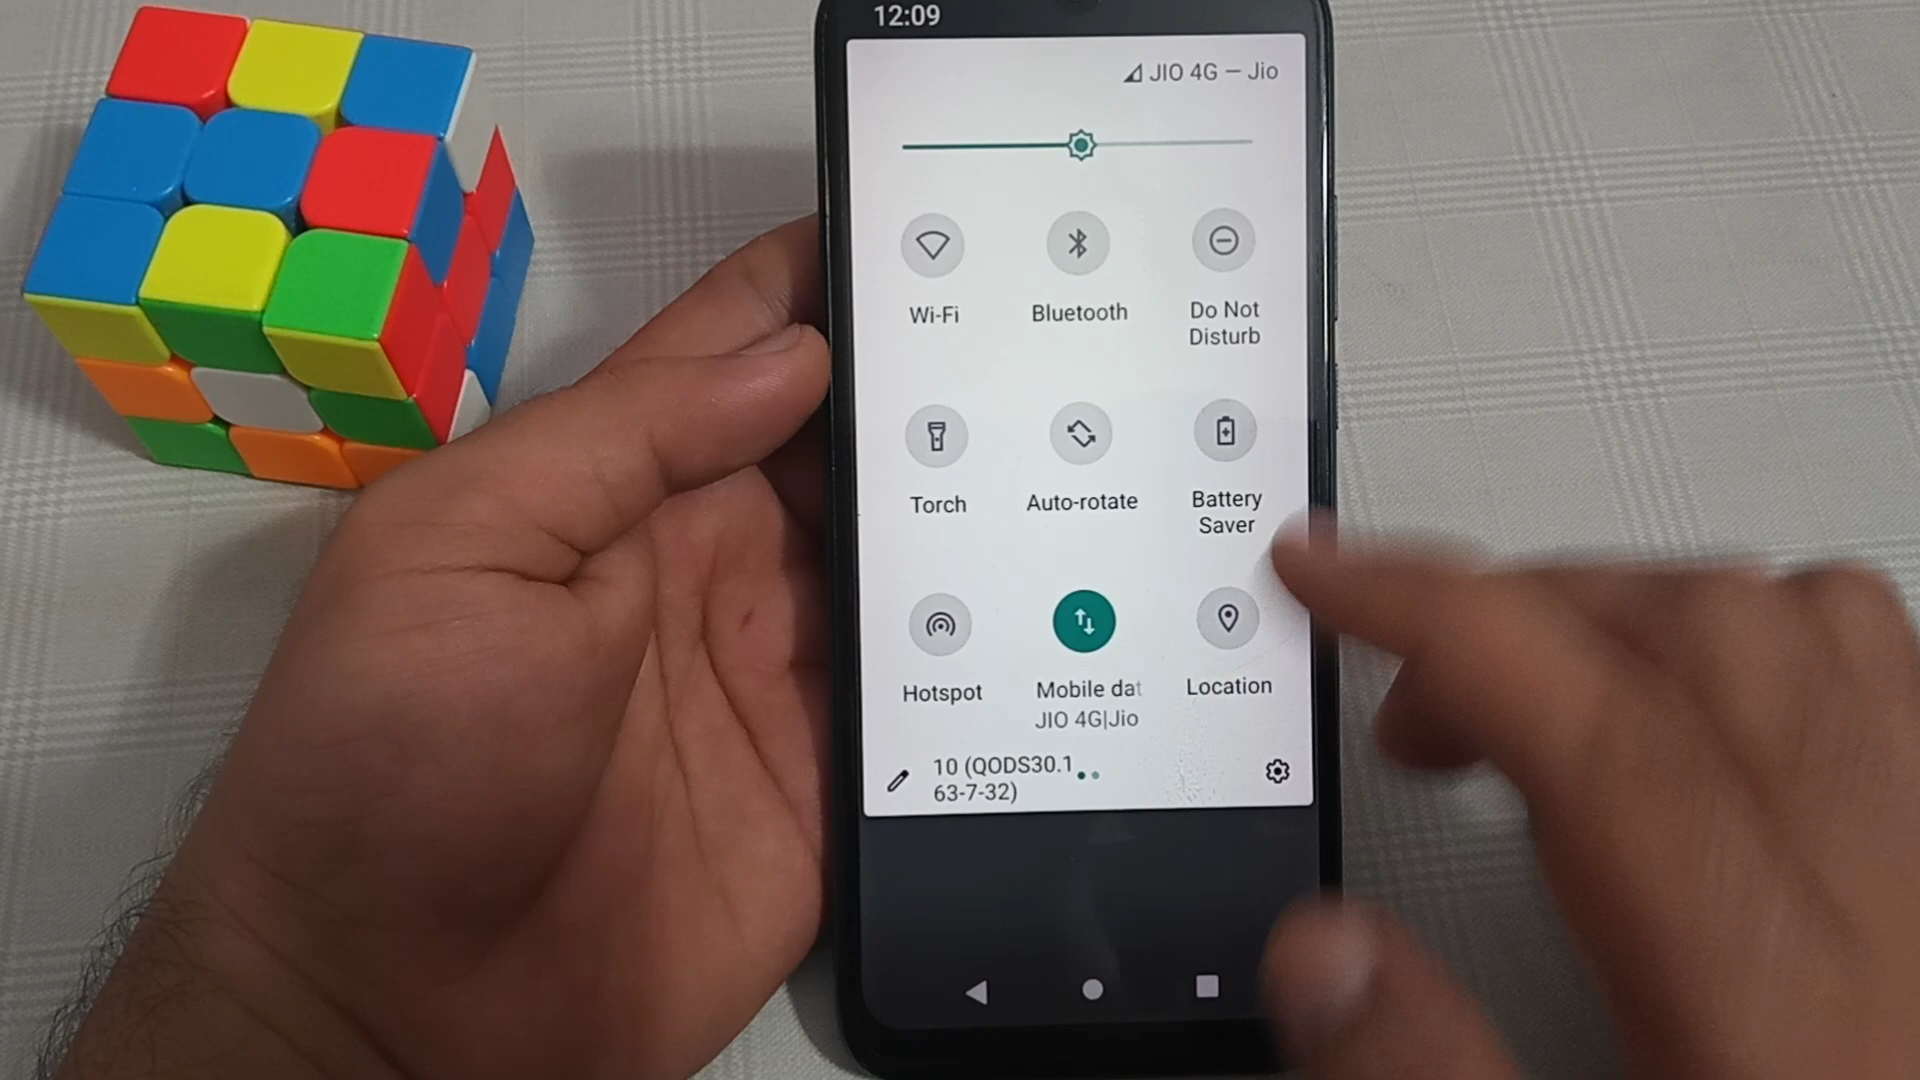 12:09
JIO 4G — Jio
Wi-Fi
Bluetooth
Do Not
Disturb
Torch
Auto-rotate
Battery
Saver
Hotspot
Mobile dat
JIO 4G|Jio
Location
10 (QODS30.1
63-7-32)